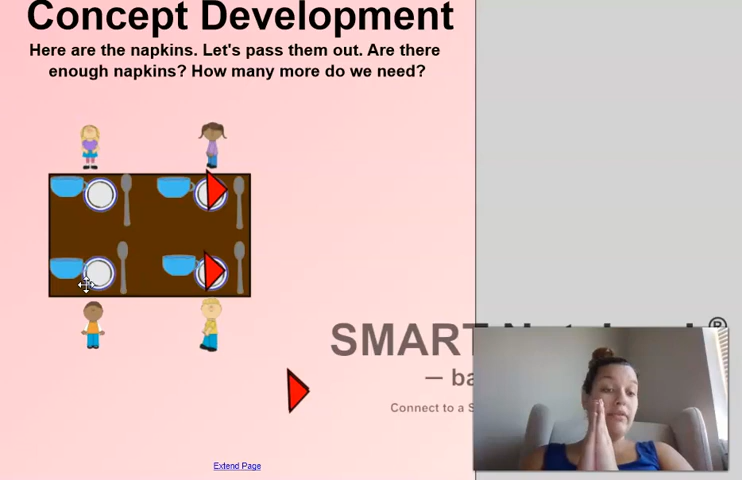 Concept Development
Here are the napkins. Let's pass them out. Are there
enough napkins? How many more do we need?
SMART
®
— ba
Connect to a S
Extend Page